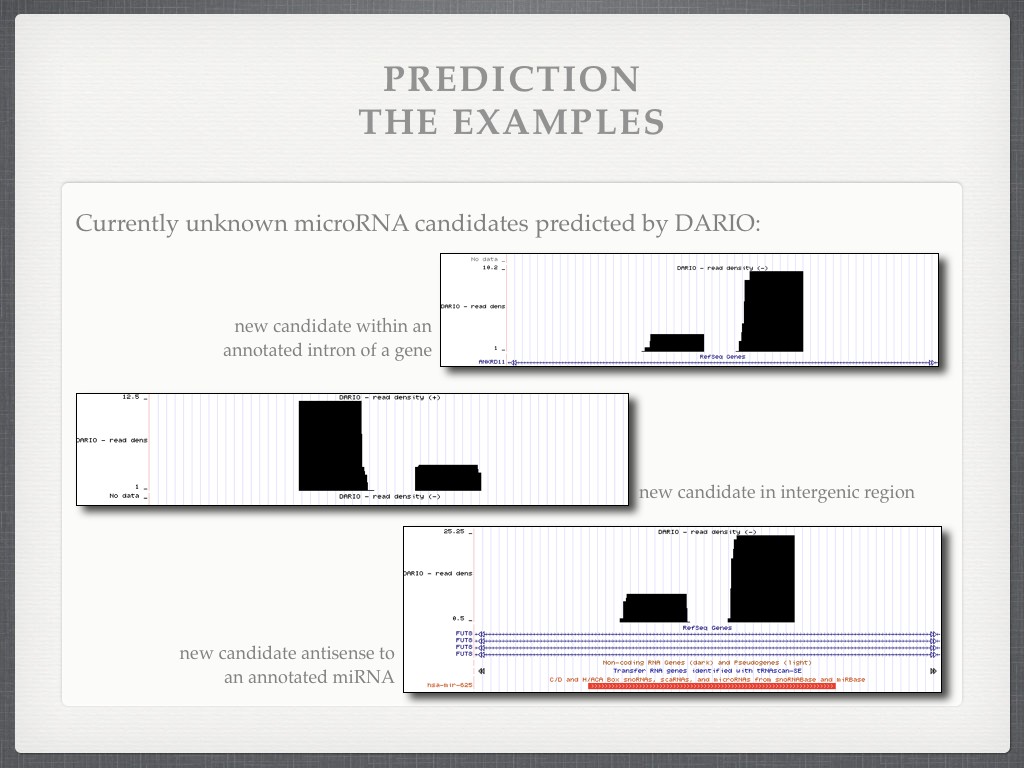 PREDICTION
THE EXAMPLES
Currently unknown microRNA candidates predicted by DARIO:
new candidate within an
annotated intron of a gene
No data _
10.2 _
DARIO - read density (-)
DARIO - read dens
1 _
RefSeq Genes
ANKRD11
12.5 _
DARIO - read density (+)
DARIO - read dens
1 _
No data _
DARIO - read density (-)
new candidate in intergenic region
new candidate antisense to
an annotated miRNA
25.25 _
DARIO - read density (-)
DARIO - read dens
0.5 _
RefSeq Genes
FUT8
FUT8
FUT8
FUT8
Non-coding RNA Genes (dark) and Pseudogenes (light)
Transfer RNA genes identified with tRNAscan-SE
C/D and H/ACA Box snoRNAs, scaRNAs, and microRNAs from snoRNABase and miRBase
hsa-mir-625